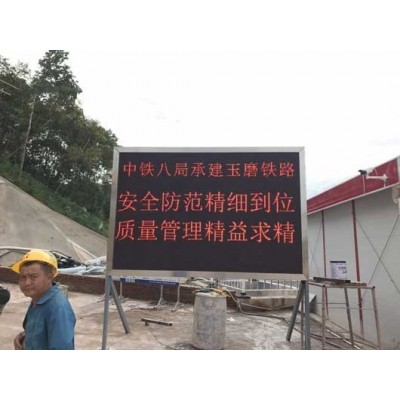 中铁八局承建玉磨铁路
安全防范精细到位
质量管理精益求精